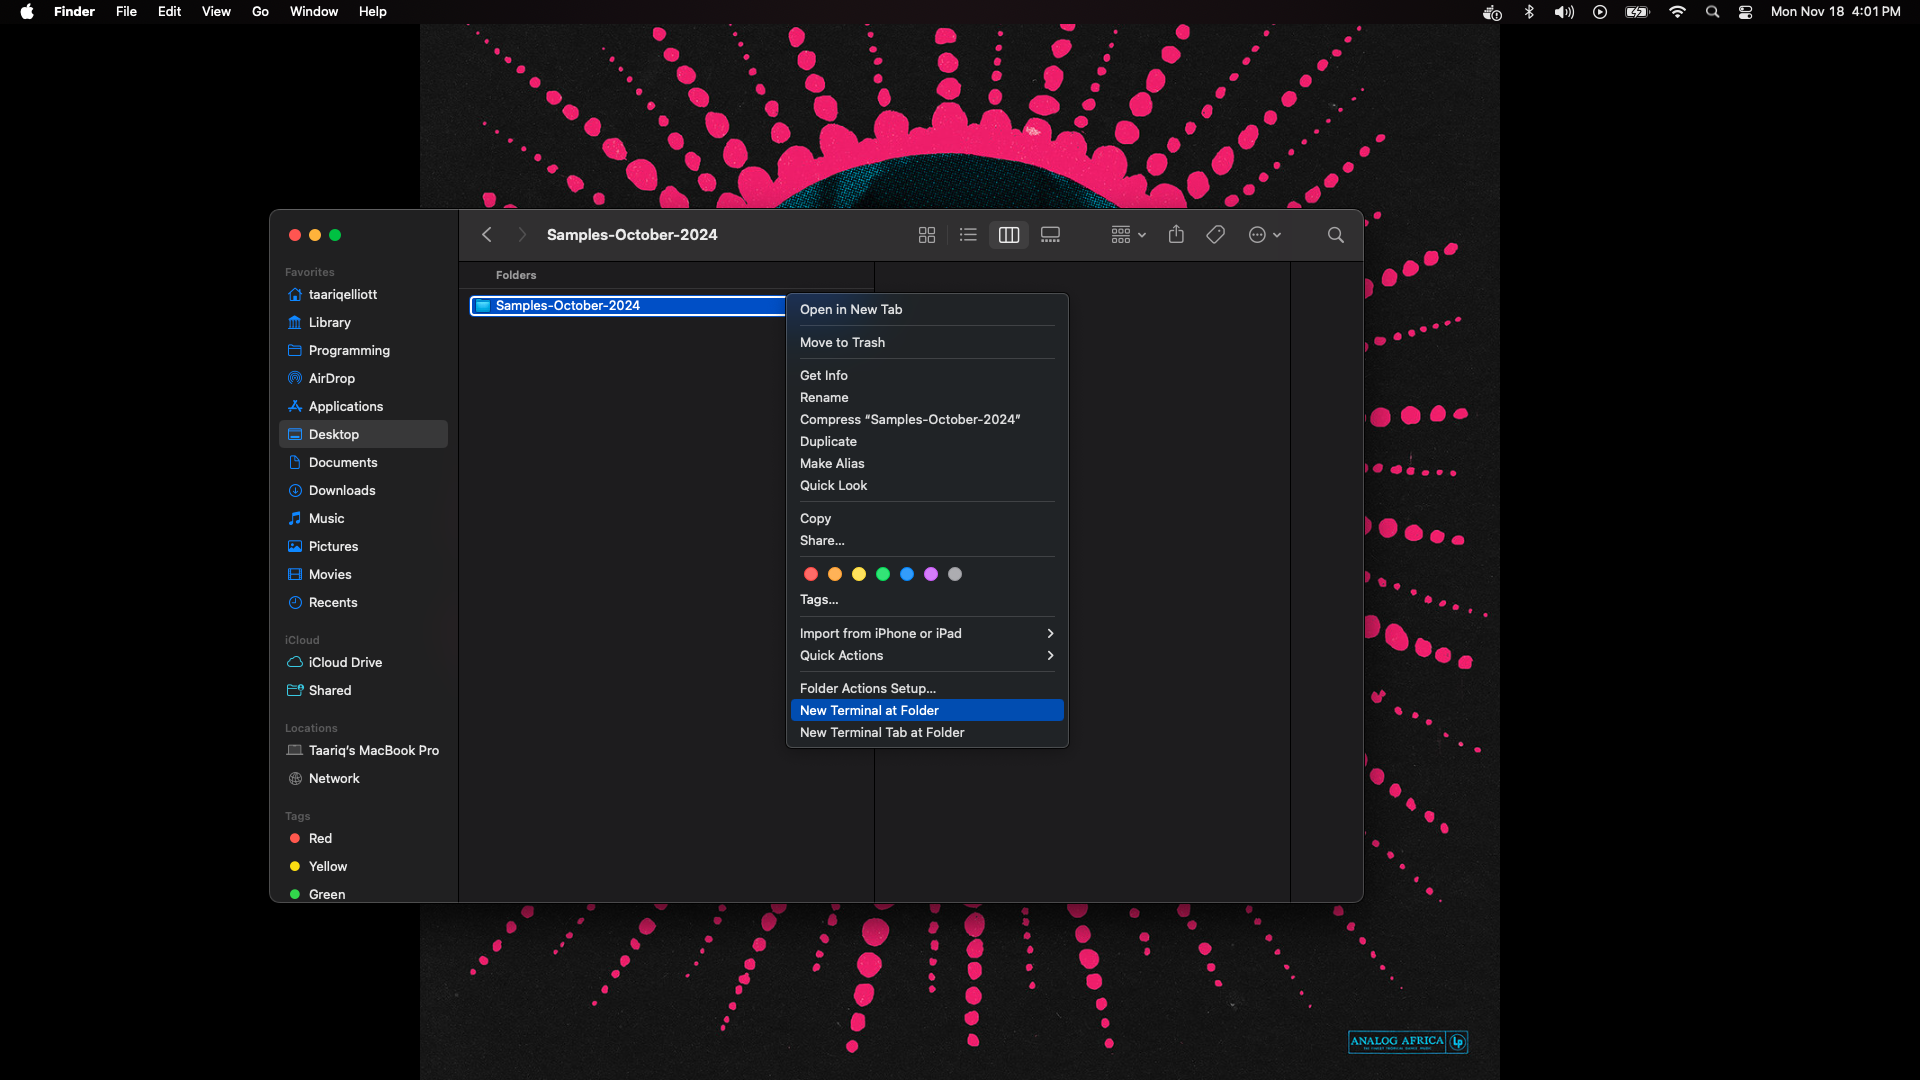 Finder File Edit View Go Window Help
Mon Nov 18 4:01 PM
Samples-October-2024
Favorites
taariqelliott
Library
Programming
AirDrop
Applications
Desktop
Documents
Downloads
Music
Pictures
Movies
Recents
iCloud
iCloud Drive
Shared
Locations
Taariq’s MacBook Pro
Network
Tags
Red
Yellow
Green
Folders
Samples-October-2024
Open in New Tab
Move to Trash
Get Info
Rename
Compress “Samples-October-2024”
Duplicate
Make Alias
Quick Look
Copy
Share...
Tags...
Import from iPhone or iPad
Quick Actions
Folder Actions Setup...
New Terminal at Folder
New Terminal Tab at Folder
ANALOG AFRICA Lp